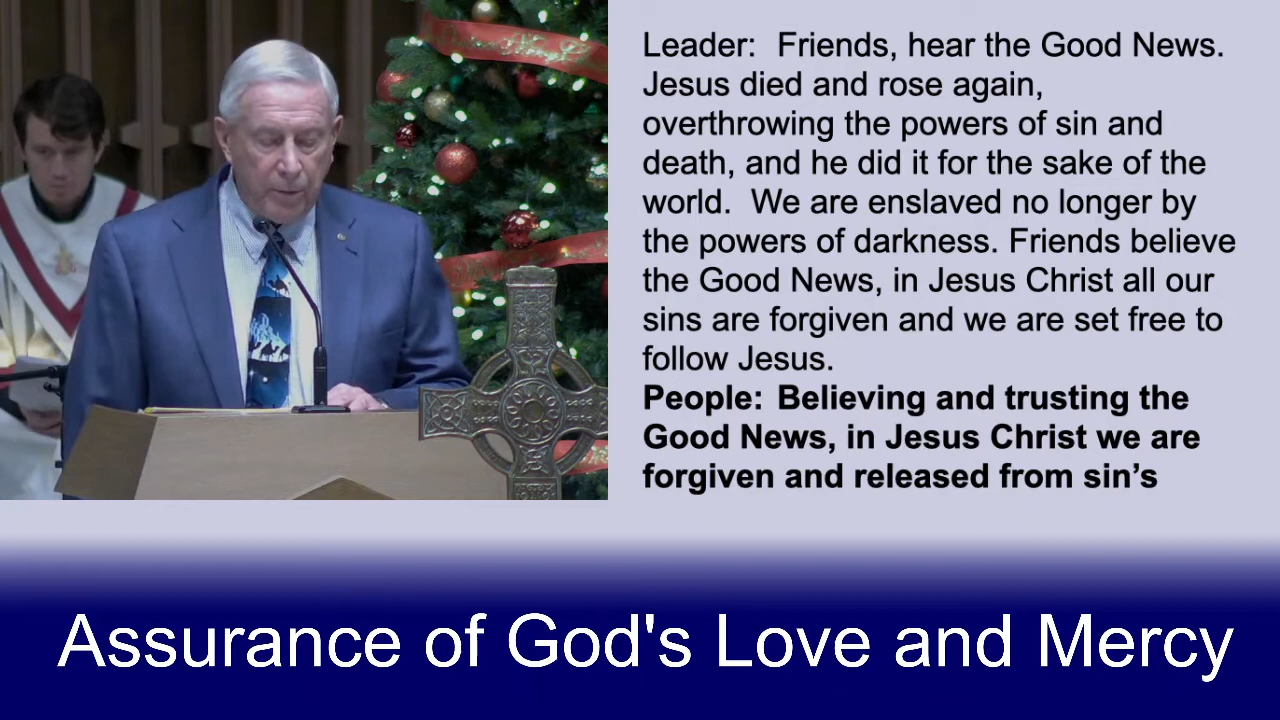 Leader:  Friends, hear the Good News.
Jesus died and rose again,
overthrowing the powers of sin and
death, and he did it for the sake of the
world.  We are enslaved no longer by
the powers of darkness. Friends believe
the Good News, in Jesus Christ all our
sins are forgiven and we are set free to
follow Jesus.
People: Believing and trusting the
Good News, in Jesus Christ we are
forgiven and released from sin’s
Assurance of God's Love and Mercy